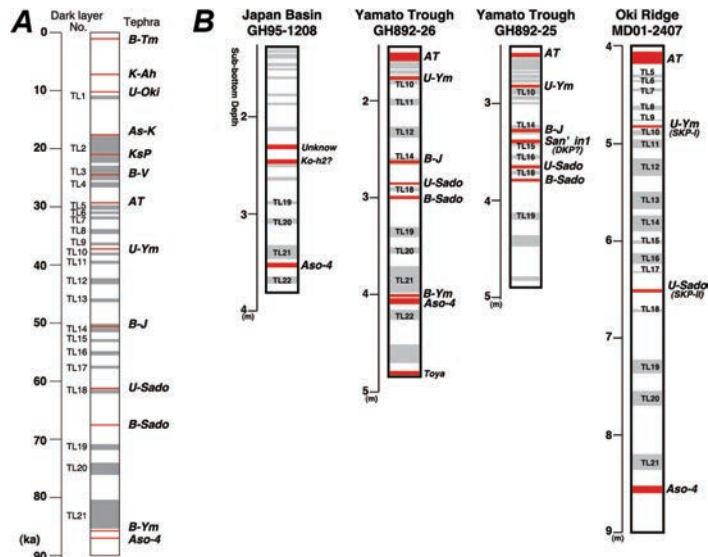 A
Dark layer
No.
Tephra
0
B-Tm
K-Ah
10
TL1
U-Oki
As-K
20
TL2
KsP
TL3
B-V
TL4
AT
30
TL5
TL6
TL7
TL8
TL9
U-Ym
TL10
40
TL11
TL12
TL13
50
B-J
TL14
TL15
TL16
TL17
60
TL18
U-Sado
B-Sado
70
TL19
TL20
80
TL21
B-Ym
Aso-4
(ka)
90
B
Japan Basin
GH95-1208
Sub-bottom Depth
2
Unknow
Ko-h2?
TL19
3
TL20
TL21
Aso-4
TL22
4
(m)
Yamato Trough
GH892-26
AT
U-Ym
TL10
2
TL11
TL12
TL14
B-J
U-Sado
TL18
3
B-Sado
TL19
TL20
TL21
4
B-Ym
Aso-4
TL22
Toya
5
(m)
Yamato Trough
GH892-25
AT
U-Ym
TL10
3
TL14
B-J
San' in1
(DKP?)
TL15
TL16
U-Sado
TL18
B-Sado
4
TL19
5
(m)
Oki Ridge
MD01-2407
4
AT
TL5
TL6
TL7
TL8
TL9
U-Ym
(SKP-I)
TL10
5
TL11
TL12
TL13
TL14
6
TL15
TL16
TL17
U-Sado
(SKP-II)
TL18
7
TL19
TL20
8
TL21
Aso-4
9
(m)